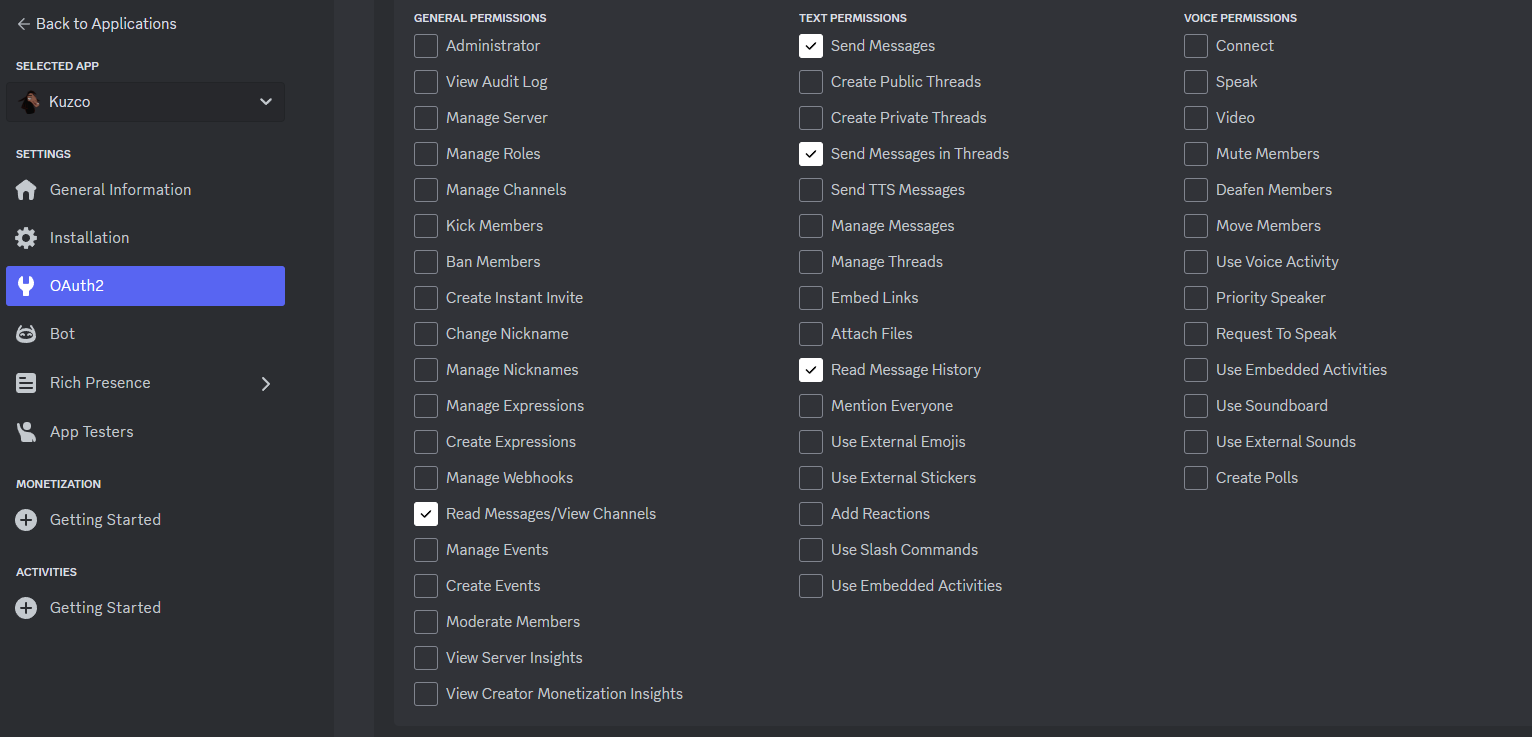 Back to Applications
SELECTED APP
Kuzco
SETTINGS
General Information
Installation
OAuth2
Bot
Rich Presence
App Testers
MONETIZATION
Getting Started
ACTIVITIES
Getting Started
GENERAL PERMISSIONS
Administrator
View Audit Log
Manage Server
Manage Roles
Manage Channels
Kick Members
Ban Members
Create Instant Invite
Change Nickname
Manage Nicknames
Manage Expressions
Create Expressions
Manage Webhooks
Read Messages/View Channels
Manage Events
Create Events
Moderate Members
View Server Insights
View Creator Monetization Insights
TEXT PERMISSIONS
Send Messages
Create Public Threads
Create Private Threads
Send Messages in Threads
Send TTS Messages
Manage Messages
Manage Threads
Embed Links
Attach Files
Read Message History
Mention Everyone
Use External Emojis
Use External Stickers
Add Reactions
Use Slash Commands
Use Embedded Activities
VOICE PERMISSIONS
Connect
Speak
Video
Mute Members
Deafen Members
Move Members
Use Voice Activity
Priority Speaker
Request To Speak
Use Embedded Activities
Use Soundboard
Use External Sounds
Create Polls